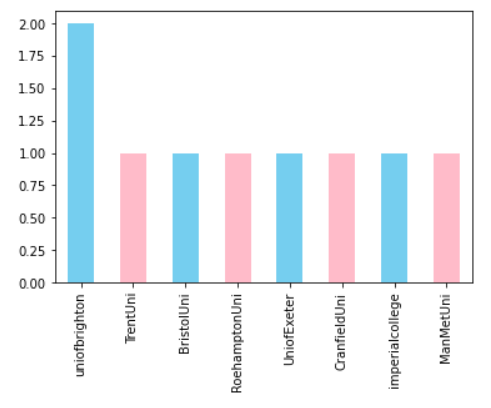 2.00
1.75
1.50
1.25
1.00
0.75
0.50
0.25
0.00
uniofbrighton
TrentUni
BristolUni
RoehamptonUni
UniofExeter
CranfieldUni
imperialcollege
ManMetUni